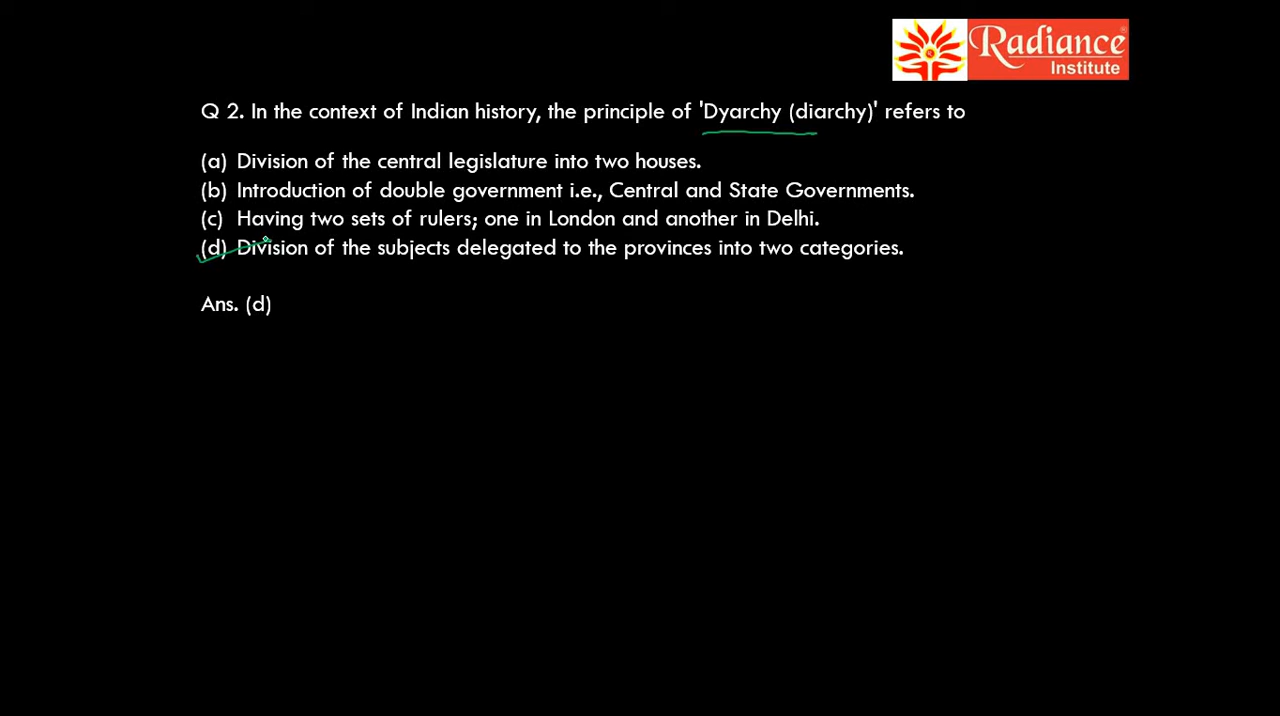 Radiance
Institute
Q 2. In the context of Indian history, the principle of 'Dyarchy (diarchy)' refers to
(a) Division of the central legislature into two houses.
(b) Introduction of double government i.e., Central and State Governments.
(c) Having two sets of rulers; one in London and another in Delhi.
(d) Division of the subjects delegated to the provinces into two categories.
Ans. (d)